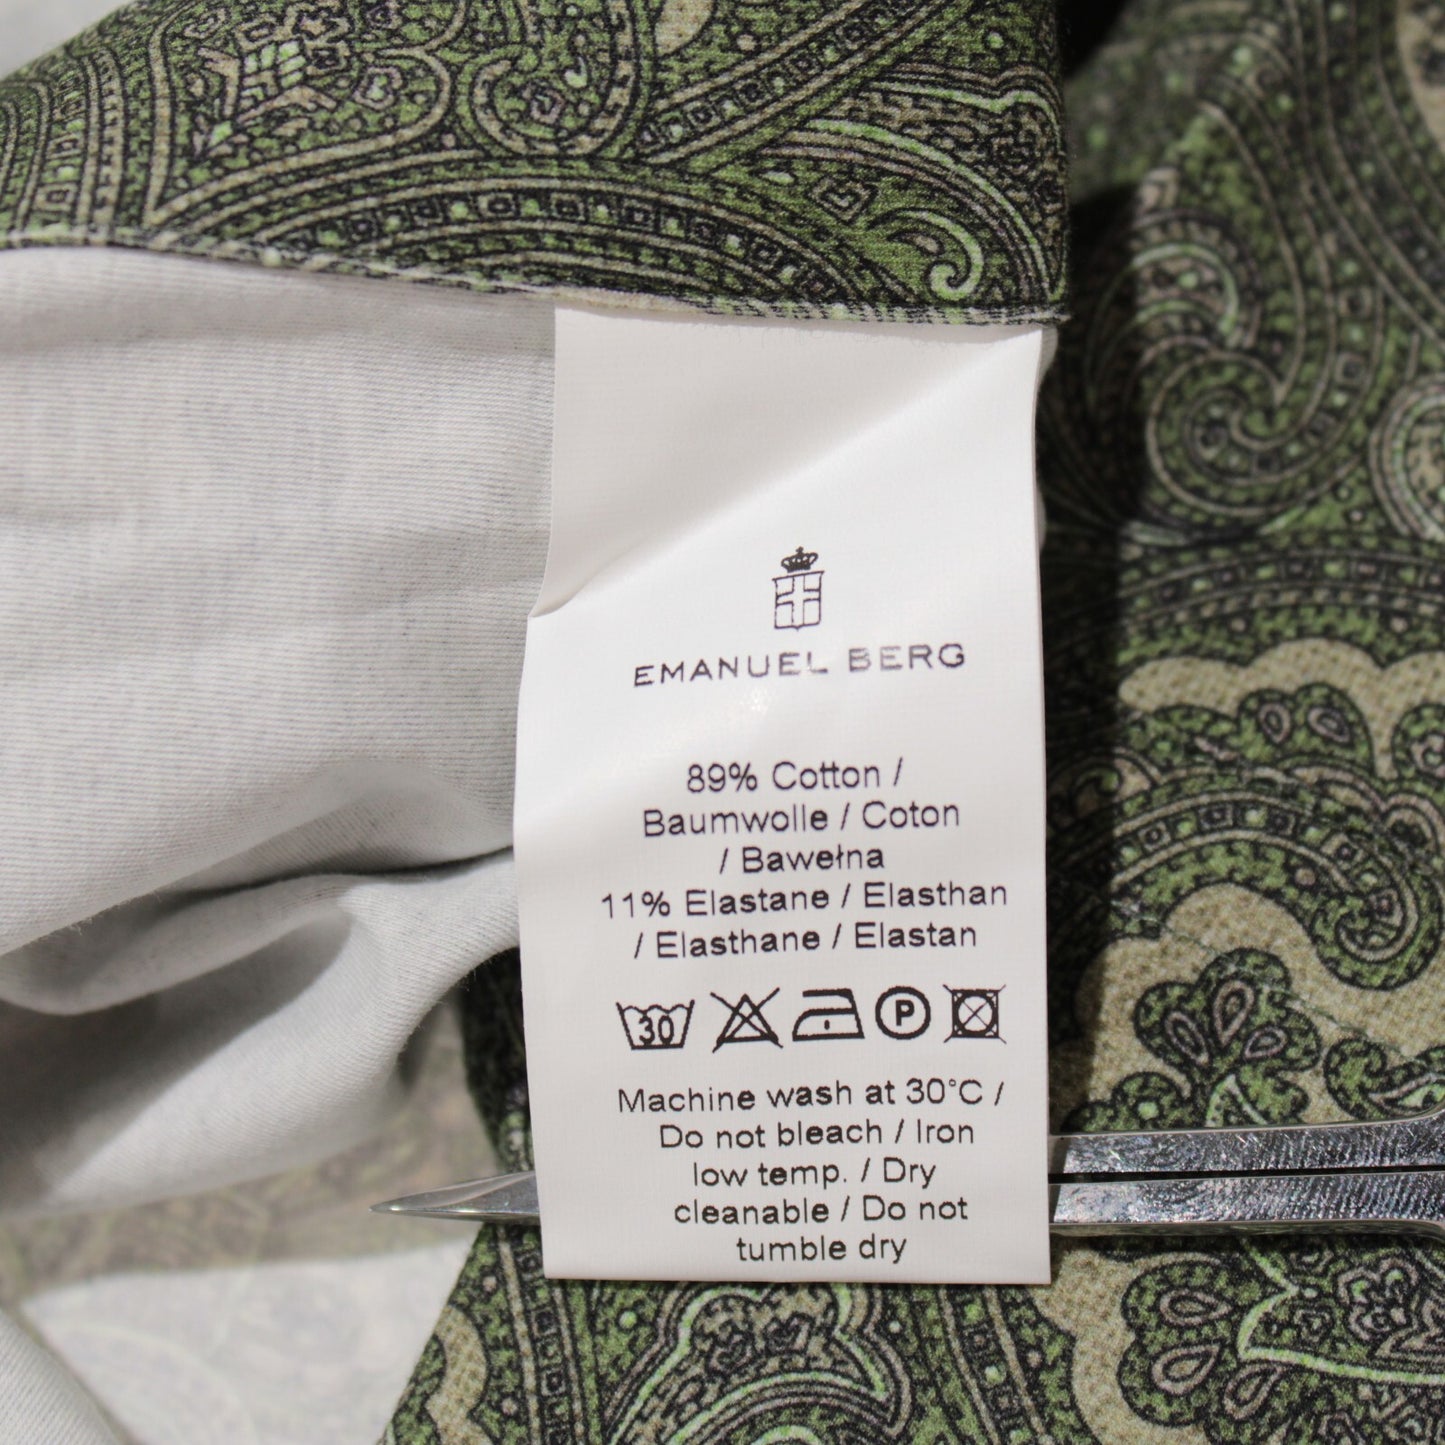 EMANUEL BERG
89% Cotton /
Baumwolle / Coton
/ Bawełna
11% Elastane / Elasthan
/ Elasthane / Elastan
30 P
Machine wash at 30°C /
Do not bleach / Iron
low temp. / Dry
cleanable / Do not
tumble dry